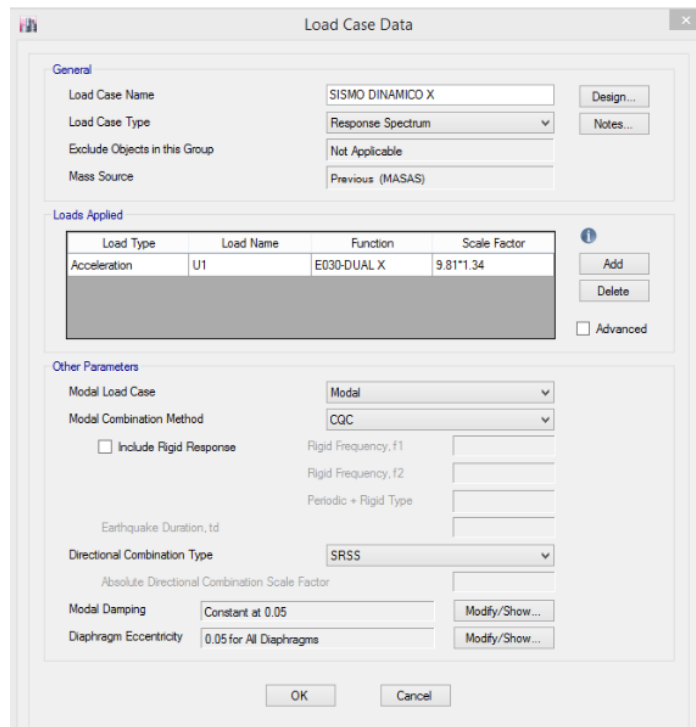 Load Case Data
General
Load Case Name SISMO DINAMICO X Design...
Load Case Type Response Spectrum Notes...
Exclude Objects in this Group Not Applicable
Mass Source Previous (MASAS)
Loads Applied
Load Type Load Name Function Scale Factor
Acceleration U1 E030-DUAL X 9.81*1.34 Add
Delete
Advanced
Other Parameters
Modal Load Case Modal
Modal Combination Method CQC
Include Rigid Response Rigid Frequency, f1
Rigid Frequency, f2
Periodic + Rigid Type
Earthquake Duration, td
Directional Combination Type SRSS
Absolute Directional Combination Scale Factor
Modal Damping Constant at 0.05 Modify/Show...
Diaphragm Eccentricity 0.05 for All Diaphragms Modify/Show...
OK Cancel